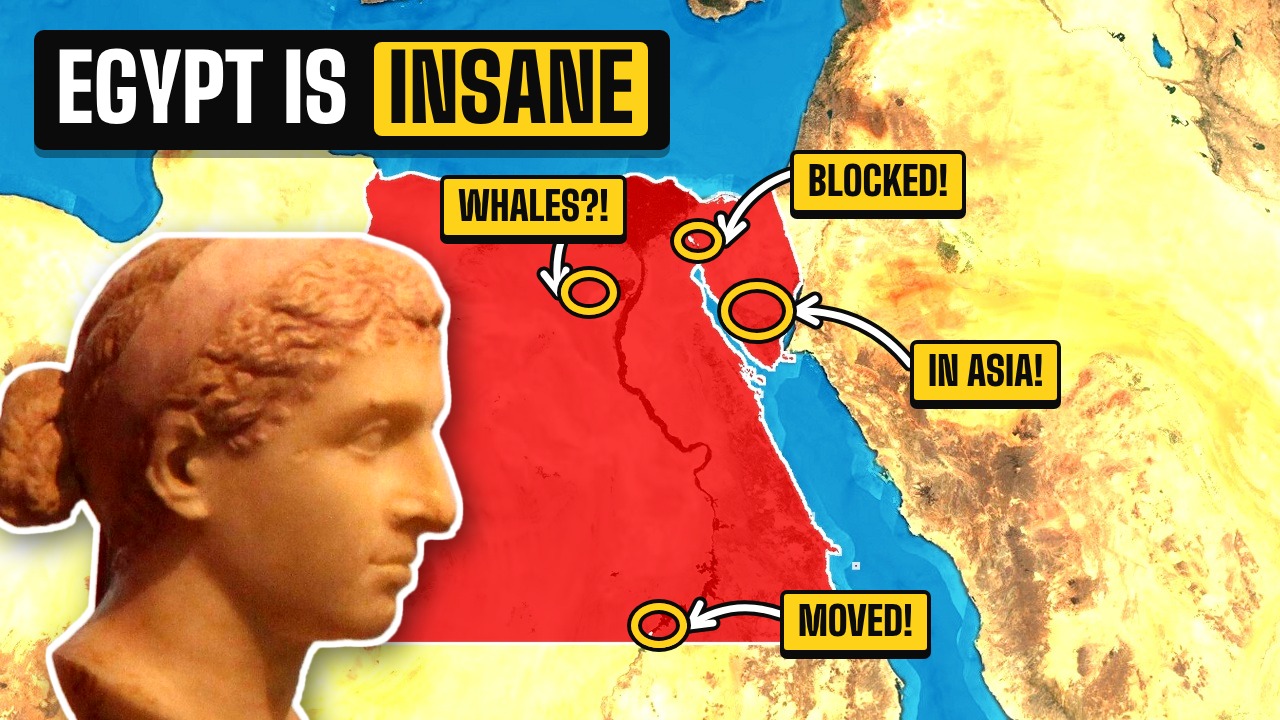 EGYPT IS INSANE
BLOCKED!
WHALES?!
IN ASIA!
MOVED!